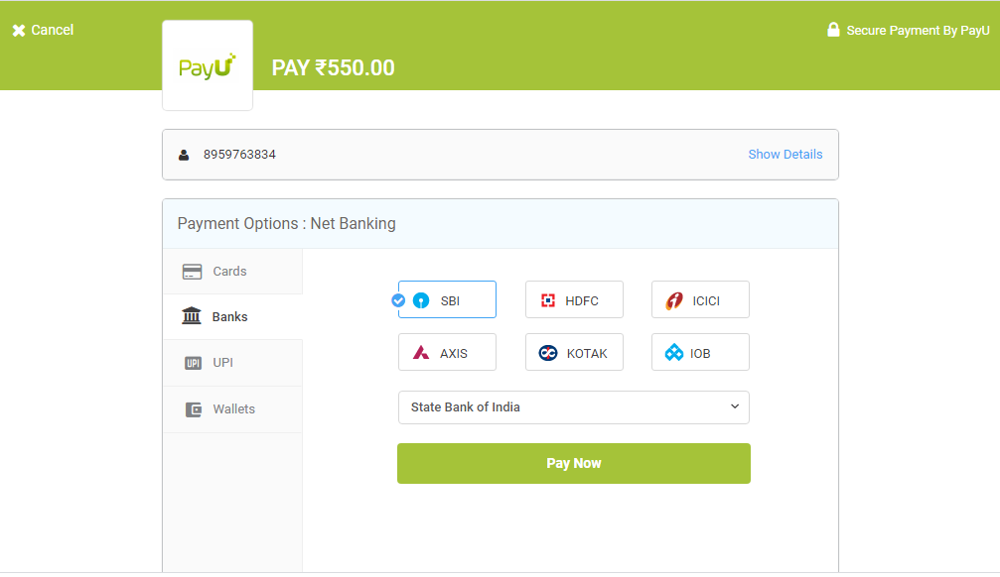 Cancel
Secure Payment By PayU
PayU
PAY ₹550.00
8959763834
Show Details
Payment Options : Net Banking
Cards
Banks
UPI UPI
Wallets
SBI
HDFC
ICICI
AXIS
KOTAK
IOB
State Bank of India
Pay Now